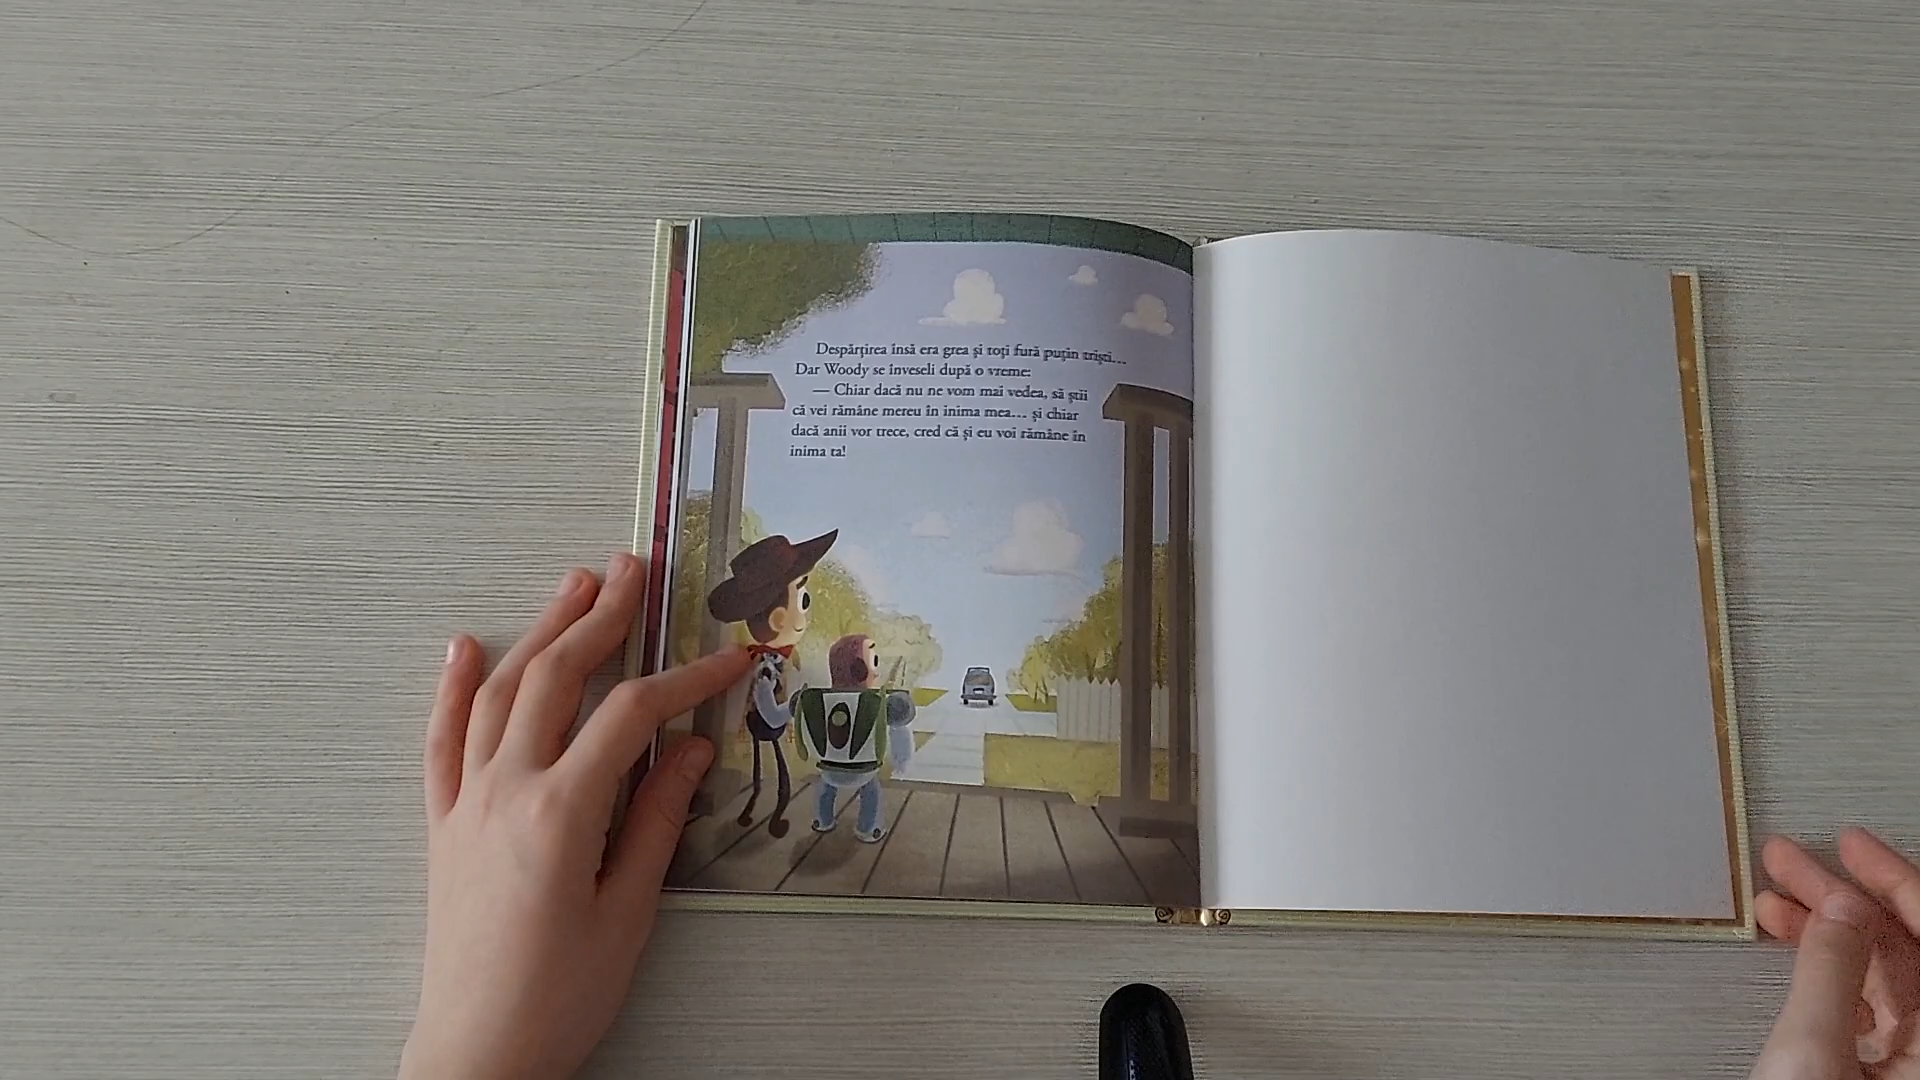 Despărțirea însă era grea și toți fură puțin triști...
Dar Woody se înveseli după o vreme:
— Chiar dacă nu ne vom mai vedea, să știi
că vei rămâne mereu în inima mea... și chiar
dacă anii vor trece, cred că și eu voi rămâne în
inima ta!